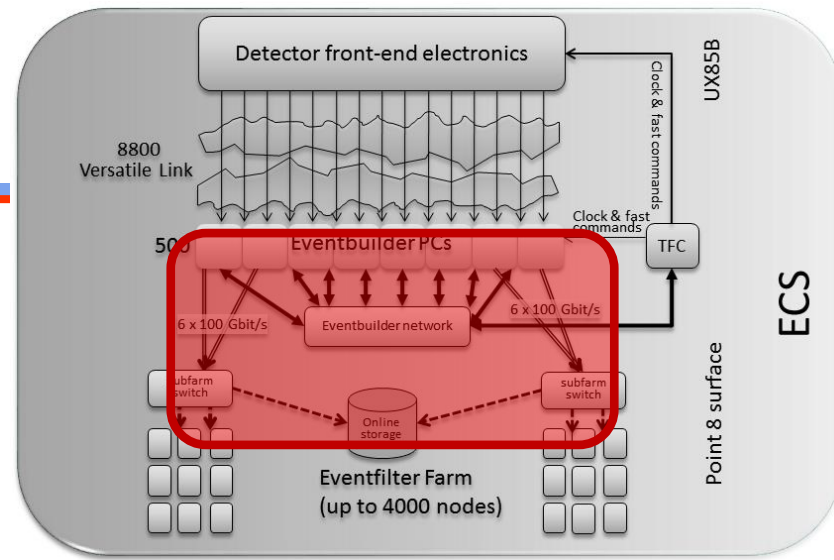 Detector front-end electronics
UX85B
Clock &
fast commands
8800
Versatile Link
Clock & fast
commands
500
Eventbuilder PCs
TFC
6 x 100 Gbit/s
Eventbuilder network
6 x 100 Gbit/s
ECS
subfarm
switch
subfarm
switch
Online
storage
Point 8 surface
Eventfilter Farm
(up to 4000 nodes)